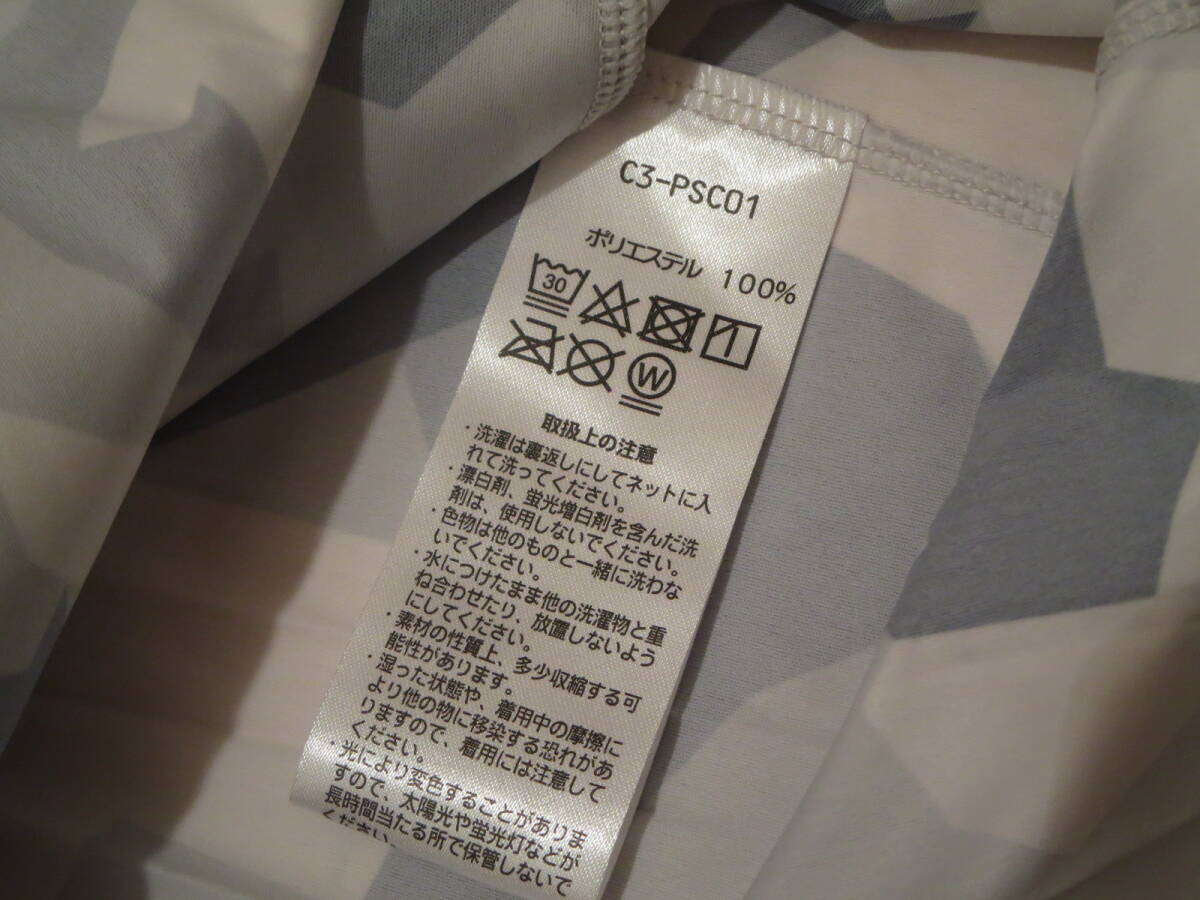 C3-PSC01
ポリエステル 100%
30
W
取扱上の注意
・洗濯は裏返しにしてネットに入
れて洗ってください。
・漂白剤、蛍光増白剤を含んだ洗
剤は、使用しないでください。
・色物は他のものと一緒に洗わな
いでください。
・水につけたまま他の洗濯物と重
ね合わせたり、放置しないよう
にしてください。
・素材の性質上、多少収縮する可
能性があります。
・湿った状態や、着用中の摩擦に
より他の物に移染する恐れがあ
りますので、着用には注意して
ください。
・光により変色することがありま
すので、太陽光や蛍光灯などが
長時間当たる所で保管しないで
ください。